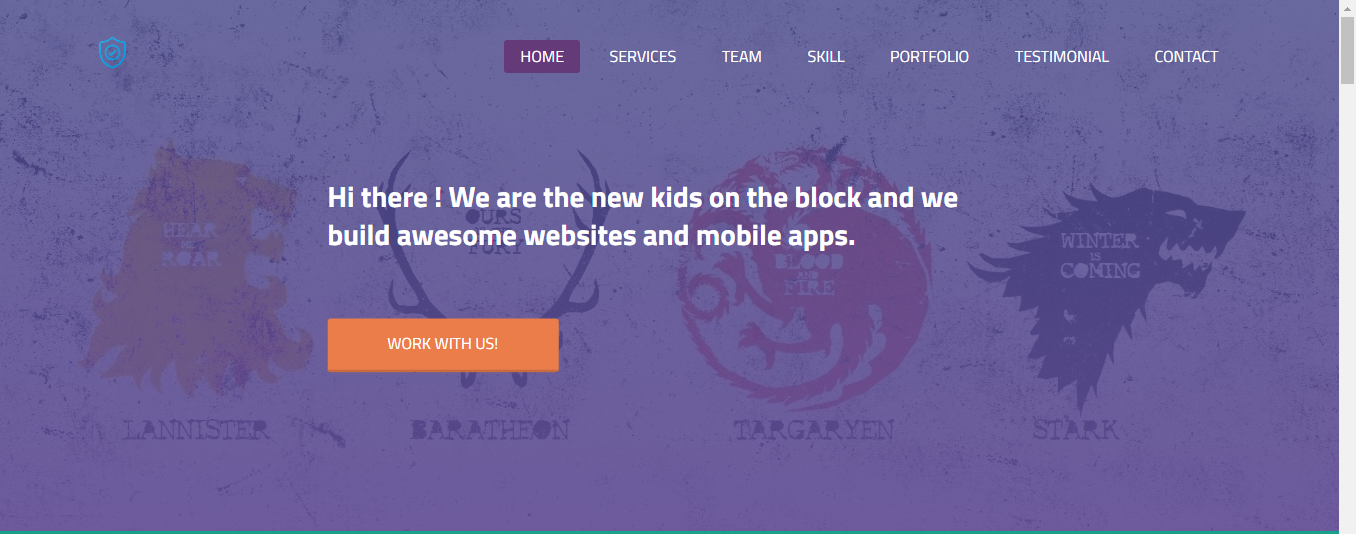 HOME SERVICES TEAM SKILL PORTFOLIO TESTIMONIAL CONTACT
Hi there ! We are the new kids on the block and we
build awesome websites and mobile apps.
WORK WITH US!
HEAR
ME
ROAR
OURS
FURY
BLOOD
AND
FIRE
WINTER
IS
COMING
LANNISTER
BARATHEON
TARGARYEN
STARK